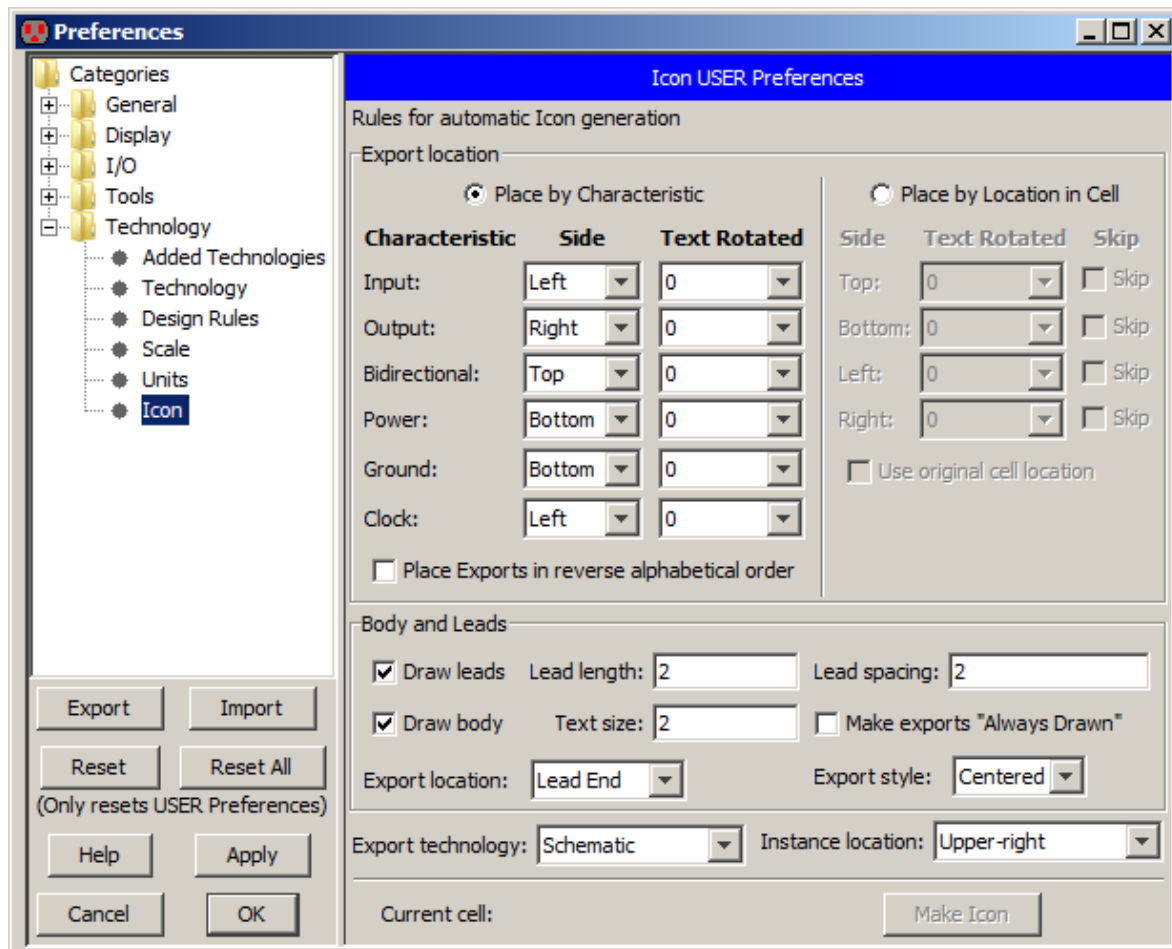 Preferences
Categories
General
Display
I/O
Tools
Technology
Added Technologies
Technology
Design Rules
Scale
Units
Icon
Export Import
Reset Reset All
(Only resets USER Preferences)
Help Apply
Cancel OK
Icon USER Preferences
Rules for automatic Icon generation
Export location
Place by Characteristic
Characteristic Side Text Rotated
Input: Left 0
Output: Right 0
Bidirectional: Top 0
Power: Bottom 0
Ground: Bottom 0
Clock: Left 0
Place Exports in reverse alphabetical order
Place by Location in Cell
Side Text Rotated Skip
Top: 0 Skip
Bottom: 0 Skip
Left: 0 Skip
Right: 0 Skip
Use original cell location
Body and Leads
Draw leads Lead length: 2 Lead spacing: 2
Draw body Text size: 2 Make exports "Always Drawn"
Export location: Lead End Export style: Centered
Export technology: Schematic Instance location: Upper-right
Current cell: Make Icon